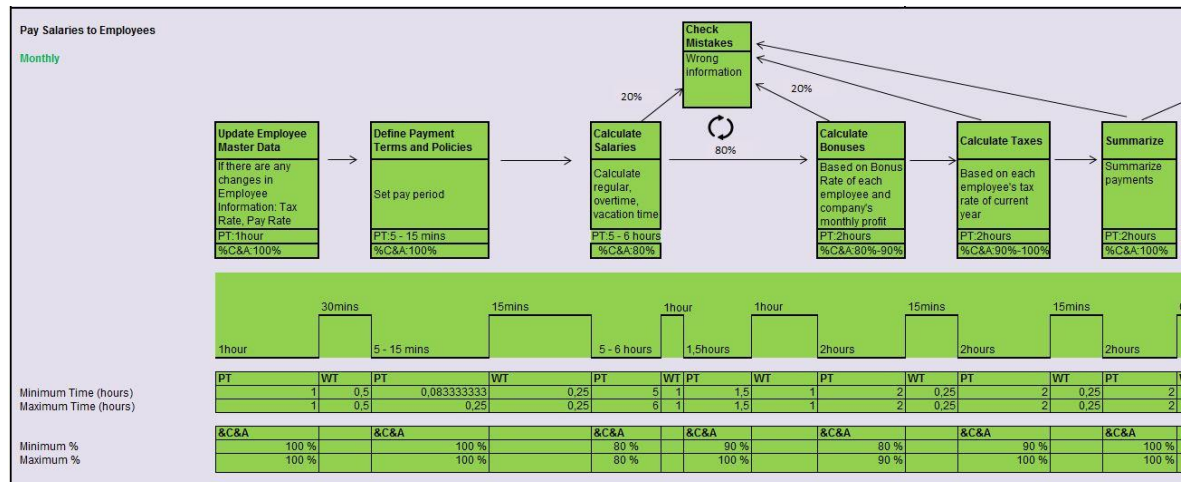 Pay Salaries to Employees
Monthly
Check
Mistakes
Wrong
information
20%
20%
80%
Update Employee
Master Data
If there are any
changes in
Employee
Information: Tax
Rate, Pay Rate
PT:1hour
%C&A:100%
Define Payment
Terms and Policies
Set pay period
PT:5 - 15 mins
%C&A:100%
Calculate
Salaries
Calculate
regular,
overtime,
vacation time
PT:5 - 6 hours
%C&A:80%
Calculate
Bonuses
Based on Bonus
Rate of each
employee and
company's
monthly profit
PT:2hours
%C&A:80%-90%
Calculate Taxes
Based on each
employee's tax
rate of current
year
PT:2hours
%C&A:90%-100%
Summarize
Summarize
payments
PT:2hours
%C&A:100%
30mins 15mins 1hour 1hour 15mins 15mins
1hour 5 - 15 mins 5 - 6 hours 1,5hours 2hours 2hours 2hours
PT WT PT WT PT WT PT WT PT WT PT WT PT
Minimum Time (hours) 1 0,5 0,083333333 0,25 5 1 1,5 1 2 0,25 2 0,25 2
Maximum Time (hours) 1 0,5 0,25 0,25 6 1 1,5 1 2 0,25 2 0,25 2
&C&A &C&A &C&A &C&A &C&A &C&A &C&A
Minimum % 100 % 100 % 80 % 90 % 80 % 90 % 100 %
Maximum % 100 % 100 % 80 % 100 % 90 % 100 % 100 %